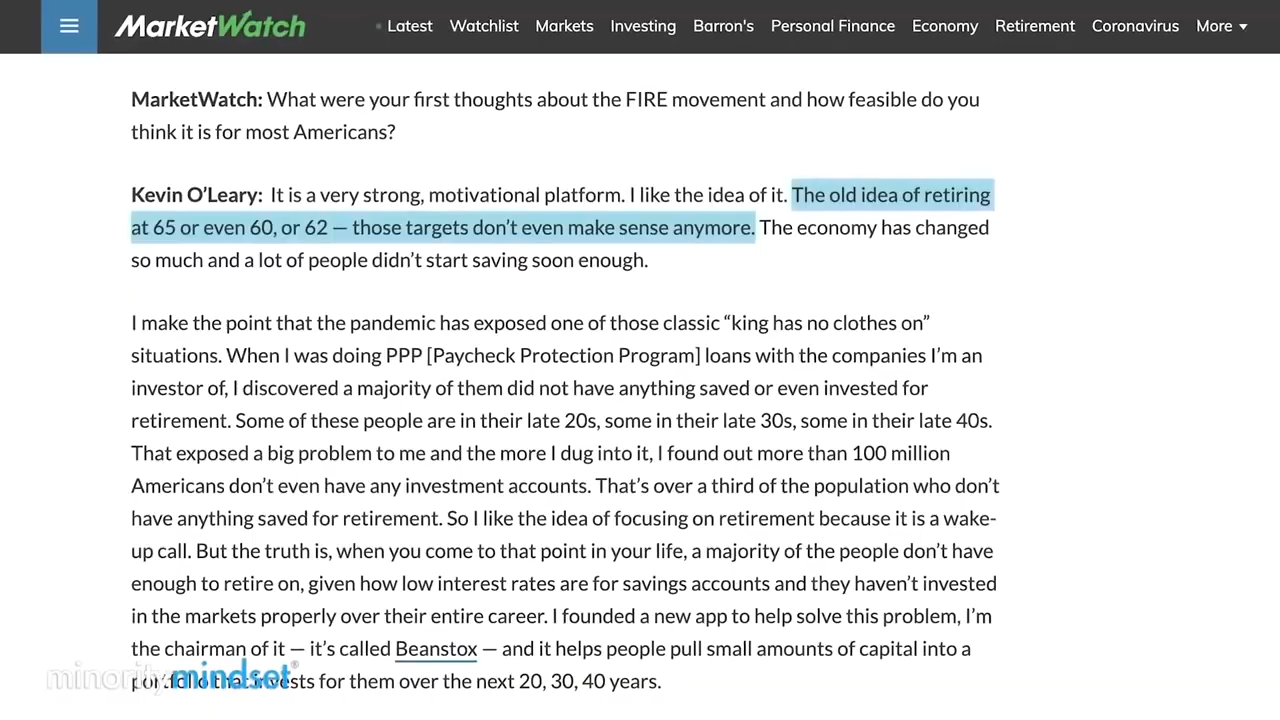 MarketWatch
Latest Watchlist Markets Investing Barron's Personal Finance Economy Retirement Coronavirus More
MarketWatch: What were your first thoughts about the FIRE movement and how feasible do you
think it is for most Americans?
Kevin O’Leary: It is a very strong, motivational platform. I like the idea of it. The old idea of retiring
at 65 or even 60, or 62 — those targets don’t even make sense anymore. The economy has changed
so much and a lot of people didn’t start saving soon enough.
I make the point that the pandemic has exposed one of those classic “king has no clothes on”
situations. When I was doing PPP [Paycheck Protection Program] loans with the companies I’m an
investor of, I discovered a majority of them did not have anything saved or even invested for
retirement. Some of these people are in their late 20s, some in their late 30s, some in their late 40s.
That exposed a big problem to me and the more I dug into it, I found out more than 100 million
Americans don’t even have any investment accounts. That’s over a third of the population who don’t
have anything saved for retirement. So I like the idea of focusing on retirement because it is a wake-
up call. But the truth is, when you come to that point in your life, a majority of the people don’t have
enough to retire on, given how low interest rates are for savings accounts and they haven’t invested
in the markets properly over their entire career. I founded a new app to help solve this problem, I’m
the chairman of it — it’s called Beanstox — and it helps people pull small amounts of capital into a
portfolio that invests for them over the next 20, 30, 40 years.
minority mindset®